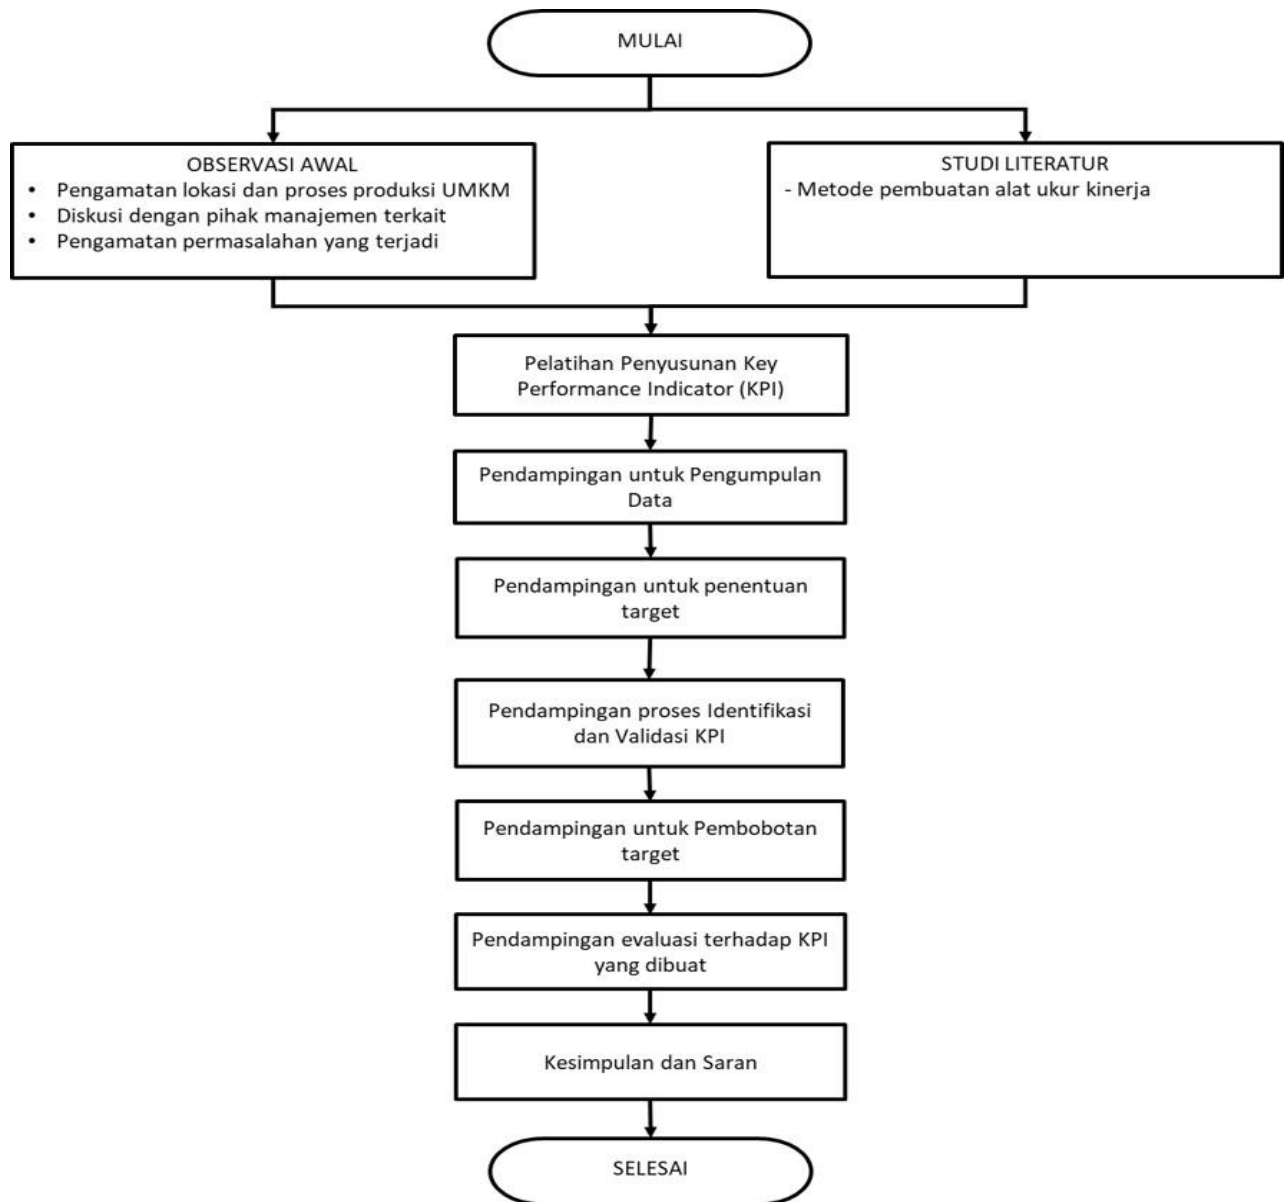 MULAI
OBSERVASI AWAL
• Pengamatan lokasi dan proses produksi UMKM
• Diskusi dengan pihak manajemen terkait
• Pengamatan permasalahan yang terjadi
STUDI LITERATUR
- Metode pembuatan alat ukur kinerja
Pelatihan Penyusunan Key
Performance Indicator (KPI)
Pendampingan untuk Pengumpulan
Data
Pendampingan untuk penentuan
target
Pendampingan proses Identifikasi
dan Validasi KPI
Pendampingan untuk Pembobotan
target
Pendampingan evaluasi terhadap KPI
yang dibuat
Kesimpulan dan Saran
SELESAI